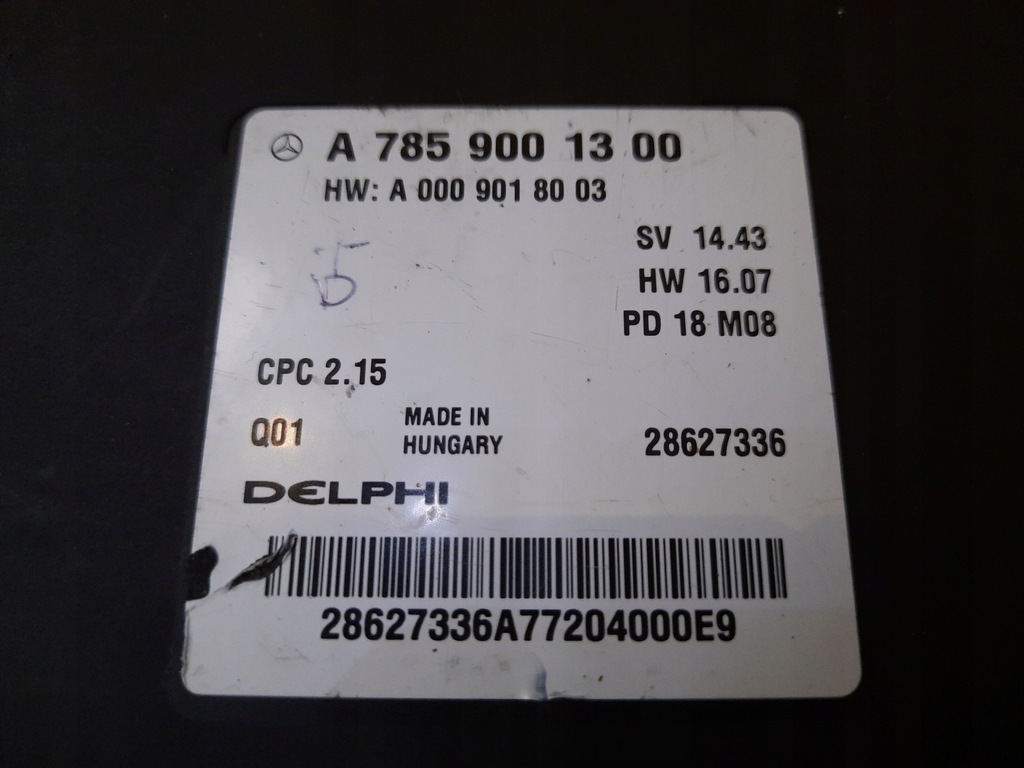 A 785 900 13 00
HW: A 000 901 80 03
SV 14.43
HW 16.07
PD 18 M08
CPC 2.15
Q01
MADE IN
HUNGARY
28627336
DELPHI
28627336A77204000E9